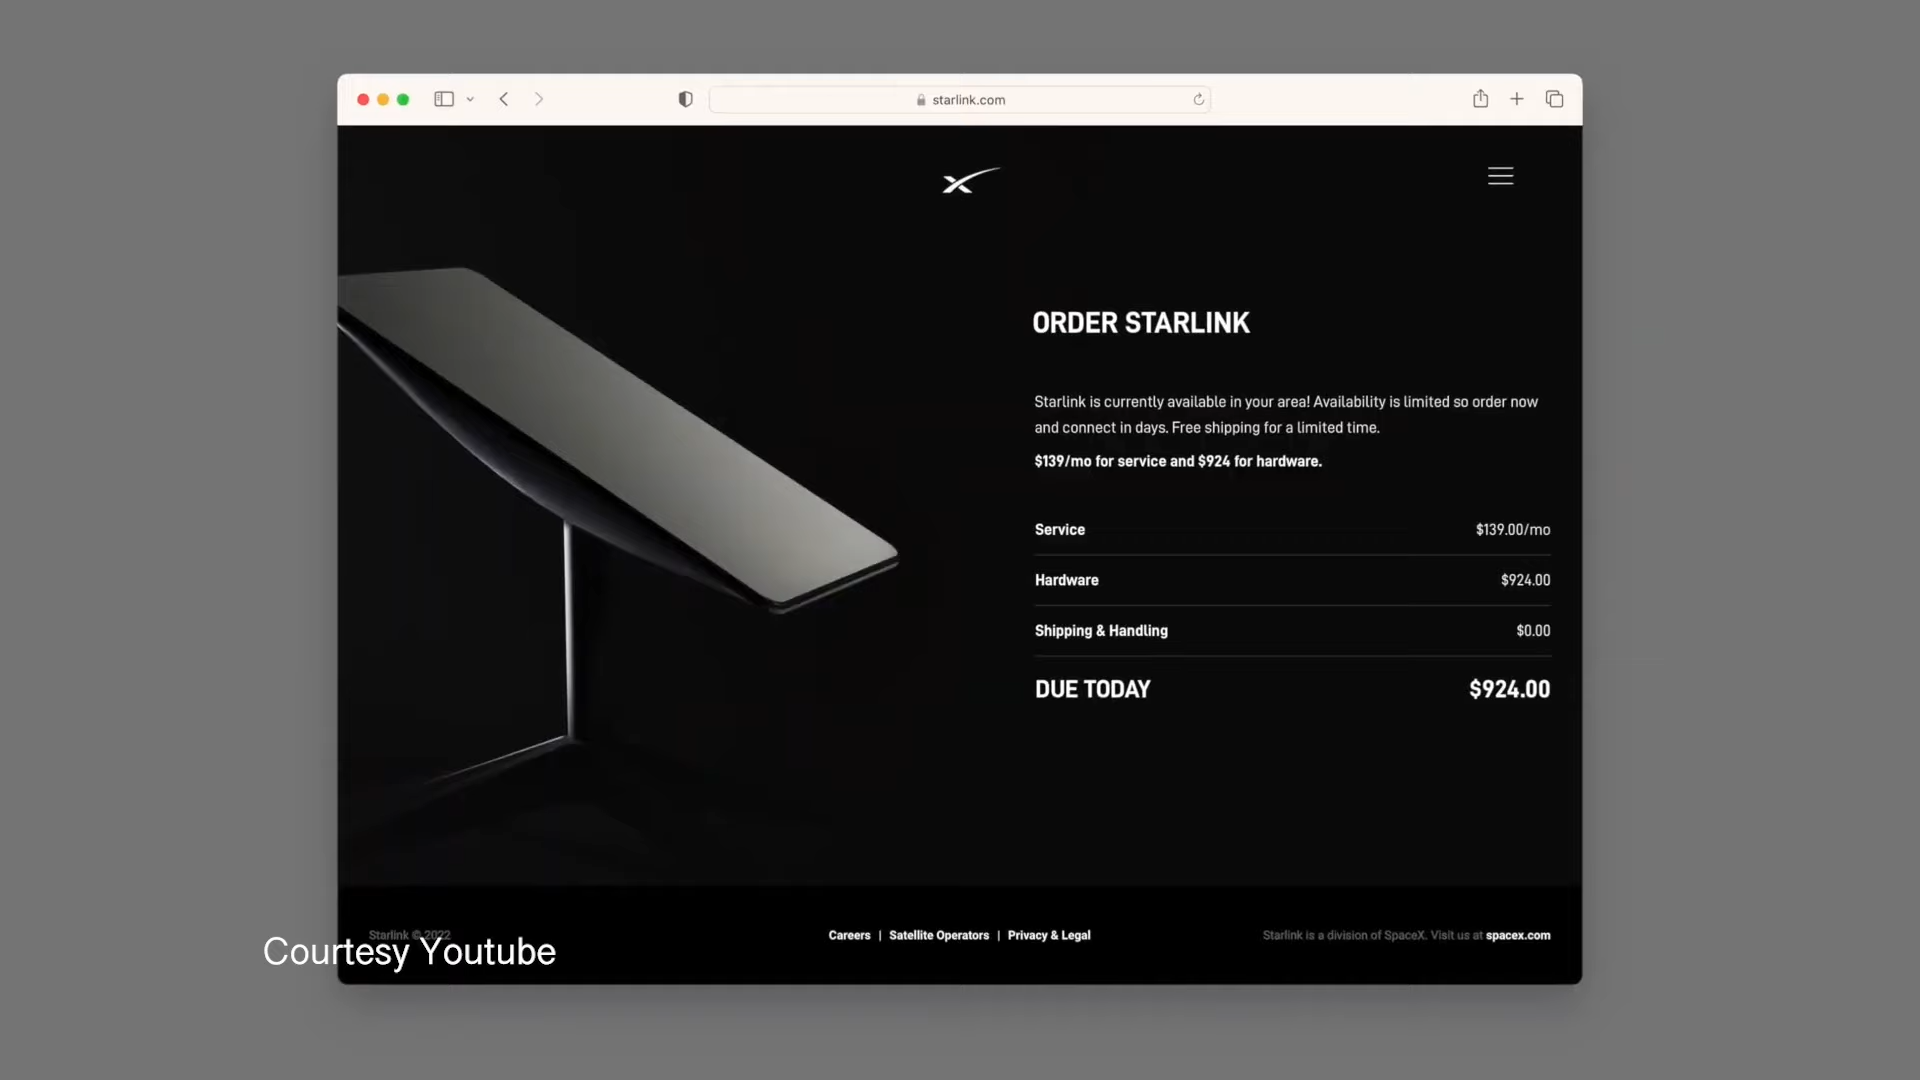 starlink.com
ORDER STARLINK
Starlink is currently available in your area! Availability is limited so order now
and connect in days. Free shipping for a limited time.
$139/mo for service and $924 for hardware.
Service $139.00/mo
Hardware $924.00
Shipping & Handling $0.00
DUE TODAY $924.00
Starlink © 2022
Careers | Satellite Operators | Privacy & Legal
Starlink is a division of SpaceX. Visit us at spacex.com
Courtesy Youtube